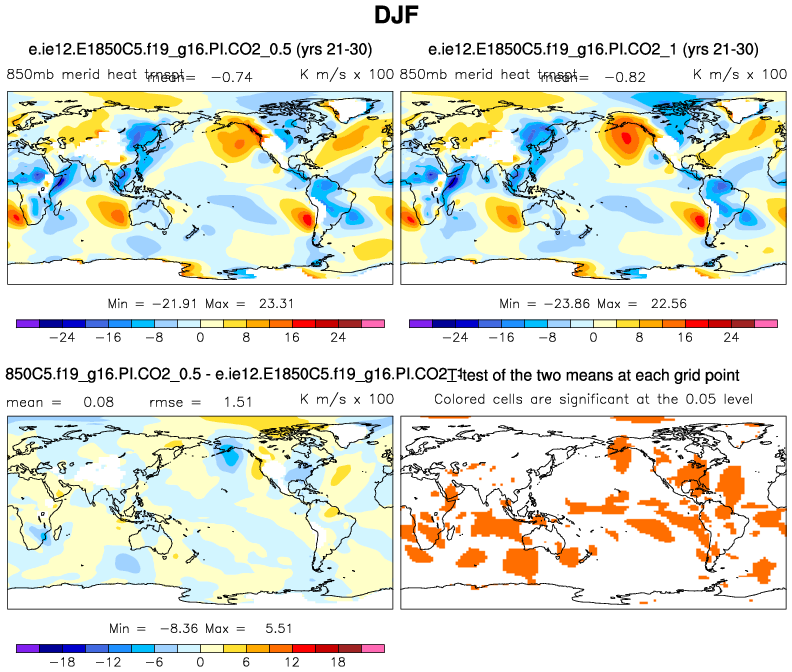 DJF
e.ie12.E1850C5.f19_g16.PI.CO2_0.5 (yrs 21-30)
e.ie12.E1850C5.f19_g16.PI.CO2_1 (yrs 21-30)
850mb merid heat trnspt mean= -0.74 K m/s x 100
850mb merid heat trnspt mean= -0.82 K m/s x 100
Min = -21.91 Max = 23.31
Min = -23.86 Max = 22.56
-24 -16 -8 0 8 16 24
-24 -16 -8 0 8 16 24
850C5.f19_g16.PI.CO2_0.5 - e.ie12.E1850C5.f19_g16.PI.CO2_1
T-test of the two means at each grid point
mean = 0.08 rmse = 1.51 K m/s x 100
Colored cells are significant at the 0.05 level
Min = -8.36 Max = 5.51
-18 -12 -6 0 6 12 18